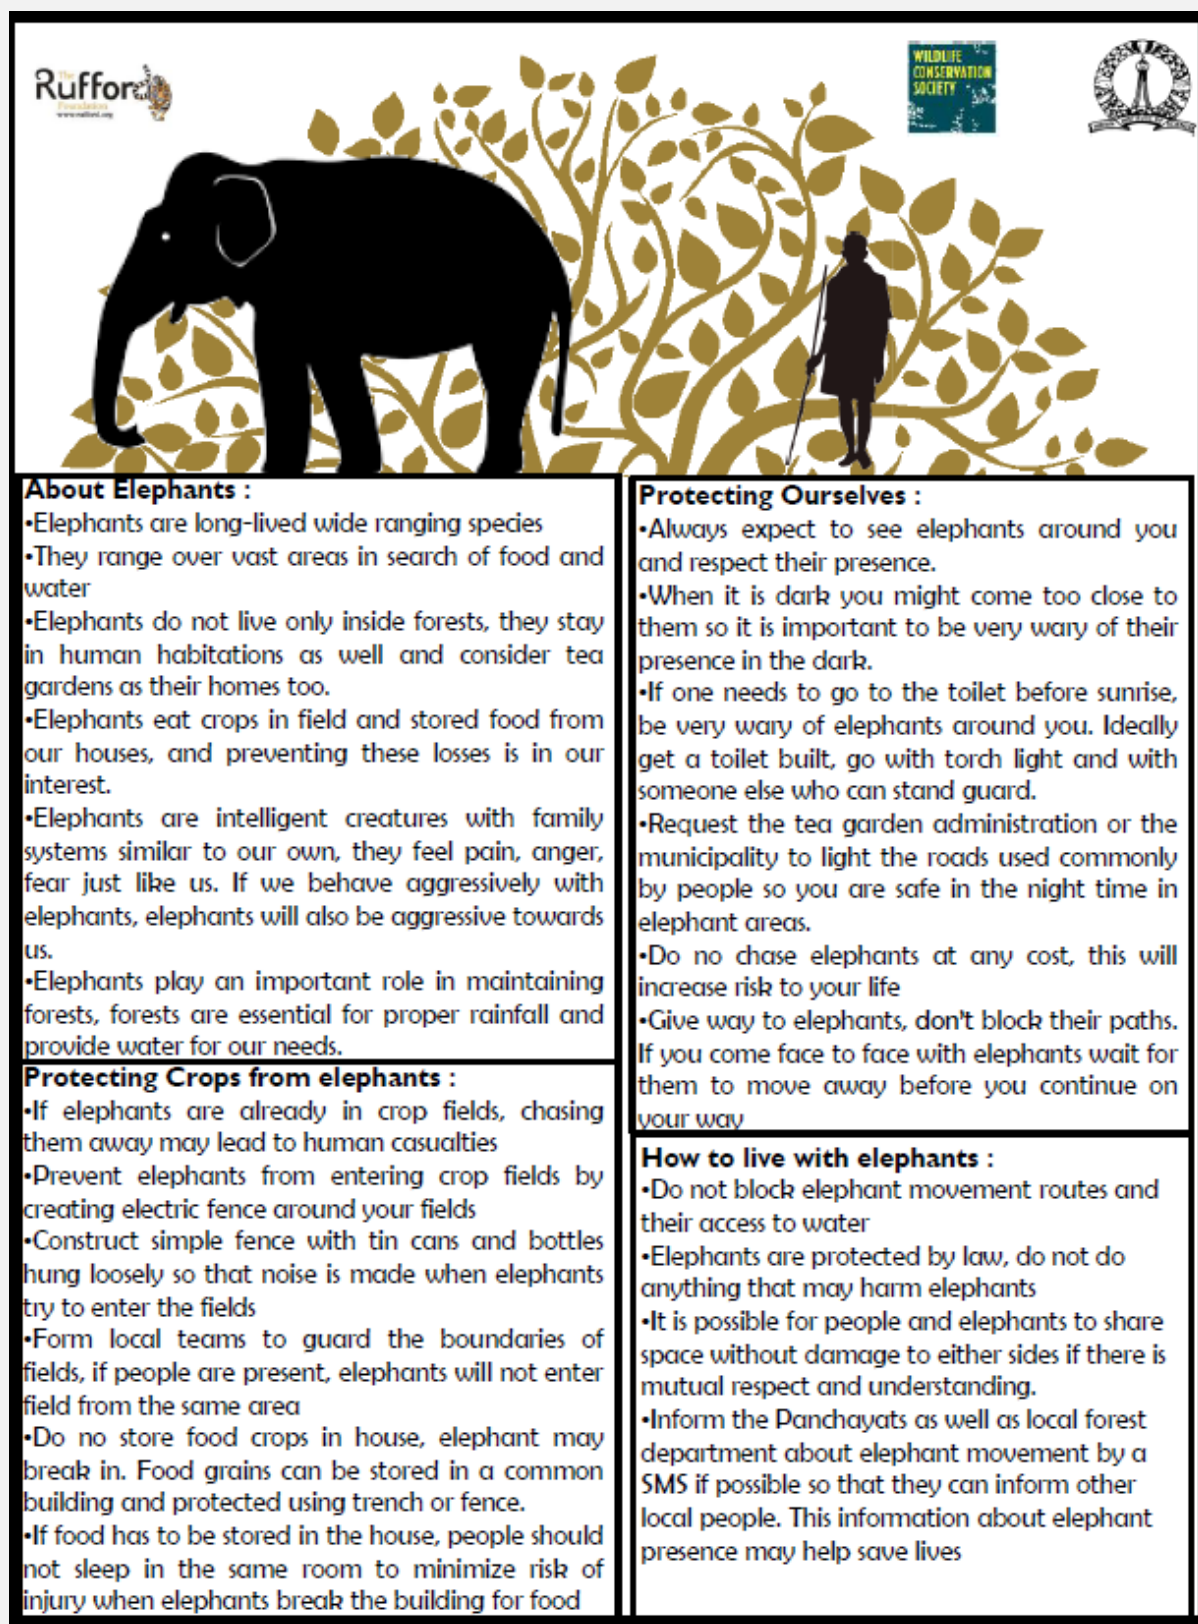 The
Rufford
Foundation
www.rufford.org
WILDLIFE
CONSERVATION
SOCIETY
About Elephants :
•Elephants are long-lived wide ranging species
•They range over vast areas in search of food and
water
•Elephants do not live only inside forests, they stay
in human habitations as well and consider tea
gardens as their homes too.
•Elephants eat crops in field and stored food from
our houses, and preventing these losses is in our
interest.
•Elephants are intelligent creatures with family
systems similar to our own, they feel pain, anger,
fear just like us. If we behave aggressively with
elephants, elephants will also be aggressive towards
us.
•Elephants play an important role in maintaining
forests, forests are essential for proper rainfall and
provide water for our needs.
Protecting Crops from elephants :
•If elephants are already in crop fields, chasing
them away may lead to human casualties
•Prevent elephants from entering crop fields by
creating electric fence around your fields
•Construct simple fence with tin cans and bottles
hung loosely so that noise is made when elephants
try to enter the fields
•Form local teams to guard the boundaries of
fields, if people are present, elephants will not enter
field from the same area
•Do no store food crops in house, elephant may
break in. Food grains can be stored in a common
building and protected using trench or fence.
•If food has to be stored in the house, people should
not sleep in the same room to minimize risk of
injury when elephants break the building for food
Protecting Ourselves :
•Always expect to see elephants around you
and respect their presence.
•When it is dark you might come too close to
them so it is important to be very wary of their
presence in the dark.
•If one needs to go to the toilet before sunrise,
be very wary of elephants around you. Ideally
get a toilet built, go with torch light and with
someone else who can stand guard.
•Request the tea garden administration or the
municipality to light the roads used commonly
by people so you are safe in the night time in
elephant areas.
•Do no chase elephants at any cost, this will
increase risk to your life
•Give way to elephants, don't block their paths.
If you come face to face with elephants wait for
them to move away before you continue on
your way
How to live with elephants :
•Do not block elephant movement routes and
their access to water
•Elephants are protected by law, do not do
anything that may harm elephants
•It is possible for people and elephants to share
space without damage to either sides if there is
mutual respect and understanding.
•Inform the Panchayats as well as local forest
department about elephant movement by a
SMS if possible so that they can inform other
local people. This information about elephant
presence may help save lives